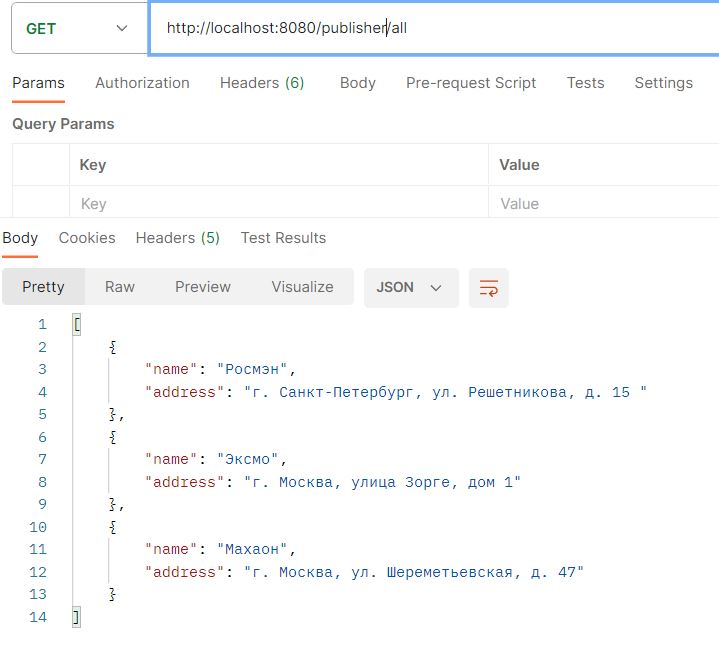 GET http://localhost:8080/publisher/all
Params Authorization Headers (6) Body Pre-request Script Tests Settings
Query Params
Key Value
Key Value
Body Cookies Headers (5) Test Results
Pretty Raw Preview Visualize JSON
1 [
2 {
3 "name": "Росмэн",
4 "address": "г. Санкт-Петербург, ул. Решетникова, д. 15 "
5 },
6 {
7 "name": "Эксмо",
8 "address": "г. Москва, улица Зорге, дом 1"
9 },
10 {
11 "name": "Махаон",
12 "address": "г. Москва, ул. Шереметьевская, д. 47"
13 }
14 ]